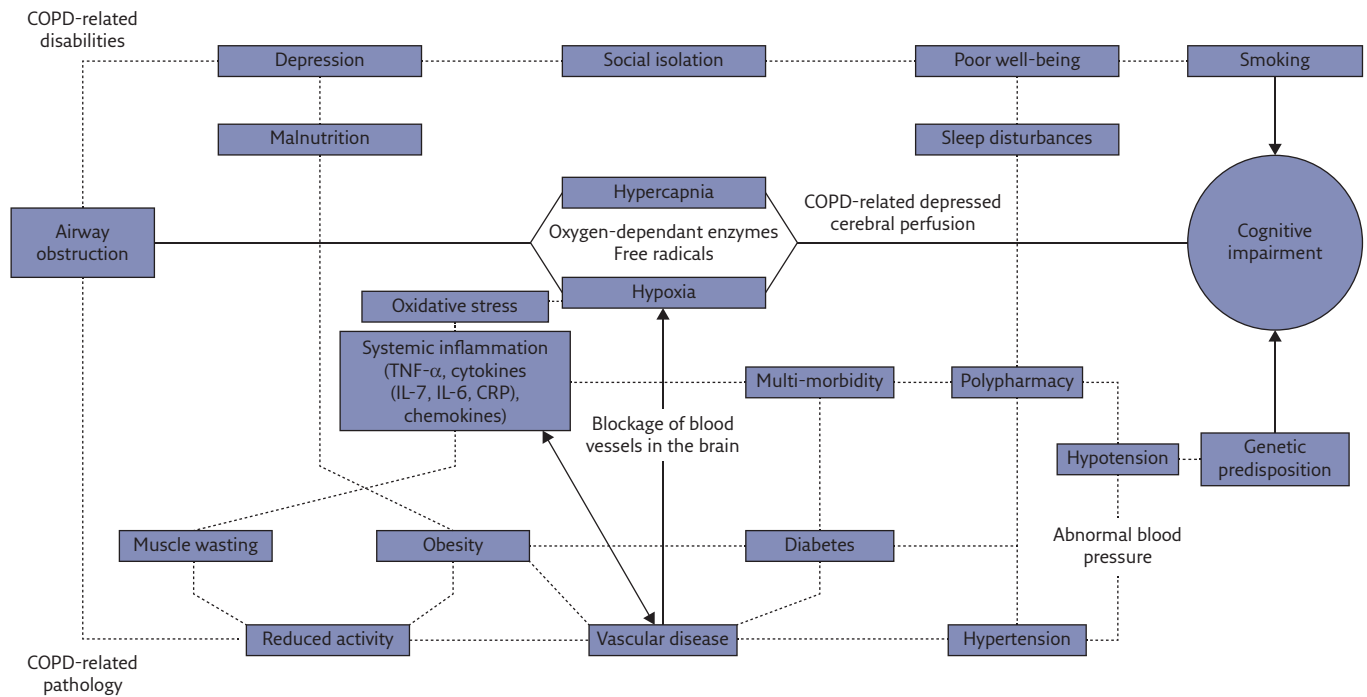 COPD-related
disabilities
Depression
Social isolation
Poor well-being
Smoking
Malnutrition
Sleep disturbances
Airway
obstruction
Hypercapnia
Oxygen-dependant enzymes
Free radicals
Hypoxia
COPD-related depressed
cerebral perfusion
Cognitive
impairment
Oxidative stress
Systemic inflammation
(TNF-α, cytokines
(IL-7, IL-6, CRP),
chemokines)
Multi-morbidity
Polypharmacy
Blockage of blood
vessels in the brain
Hypotension
Genetic
predisposition
Muscle wasting
Obesity
Diabetes
Abnormal blood
pressure
Reduced activity
Vascular disease
Hypertension
COPD-related
pathology